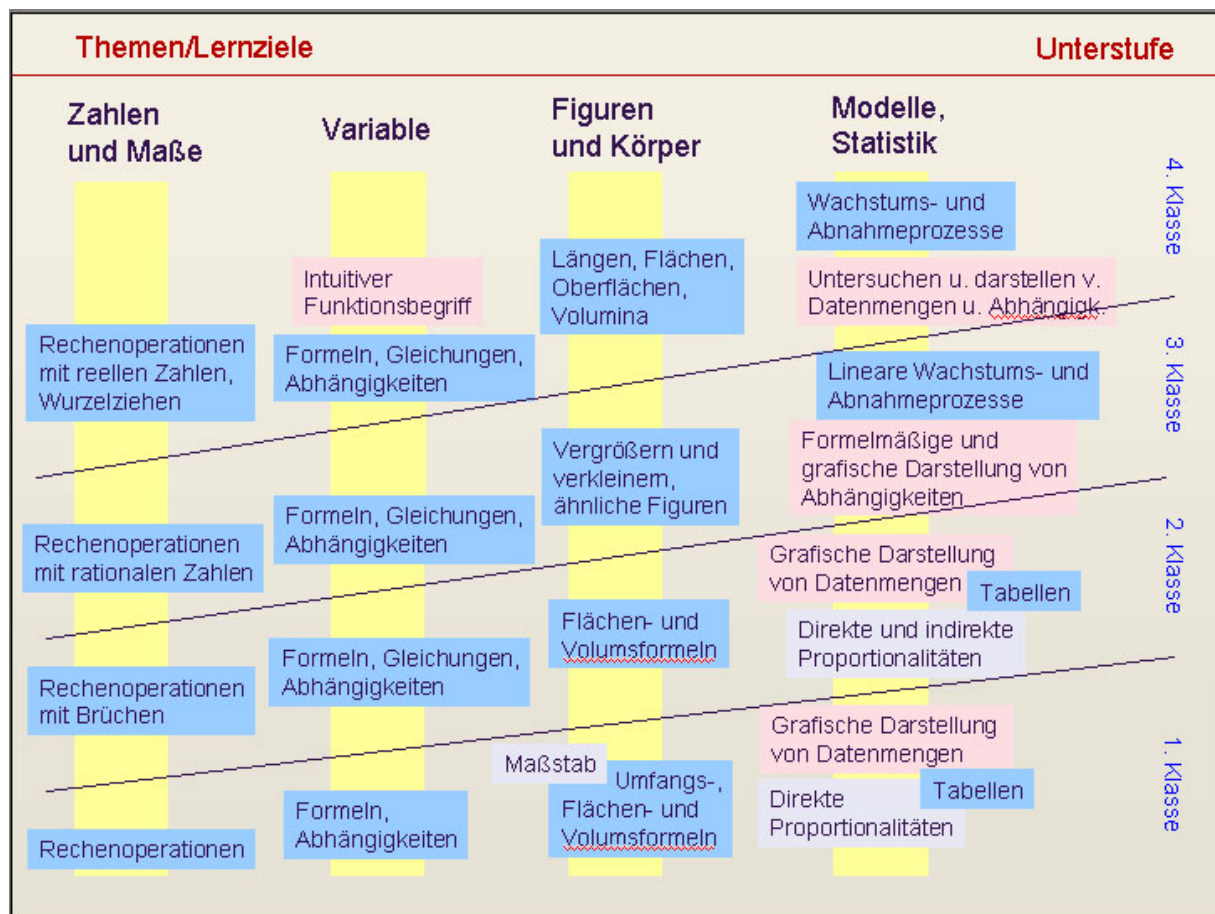 Themen/Lernziele
Unterstufe
Zahlen
und Maße
Variable
Figuren
und Körper
Modelle,
Statistik
4. Klasse
Wachstums- und
Abnahmeprozesse
Intuitiver
Funktionsbegriff
Längen, Flächen,
Oberflächen,
Volumina
Untersuchen u. darstellen v.
Datenmengen u. Abhängigk.
Rechenoperationen
mit reellen Zahlen,
Wurzelziehen
Formeln, Gleichungen,
Abhängigkeiten
3. Klasse
Lineare Wachstums- und
Abnahmeprozesse
Vergrößern und
verkleinern,
ähnliche Figuren
Formelmäßige und
grafische Darstellung von
Abhängigkeiten
Rechenoperationen
mit rationalen Zahlen
Formeln, Gleichungen,
Abhängigkeiten
2. Klasse
Grafische Darstellung
von Datenmengen
Tabellen
Flächen- und
Volumsformeln
Direkte und indirekte
Proportionalitäten
Rechenoperationen
mit Brüchen
Formeln, Gleichungen,
Abhängigkeiten
1. Klasse
Grafische Darstellung
von Datenmengen
Maßstab
Umfangs-,
Flächen- und
Volumsformeln
Tabellen
Direkte
Proportionalitäten
Formeln,
Abhängigkeiten
Rechenoperationen